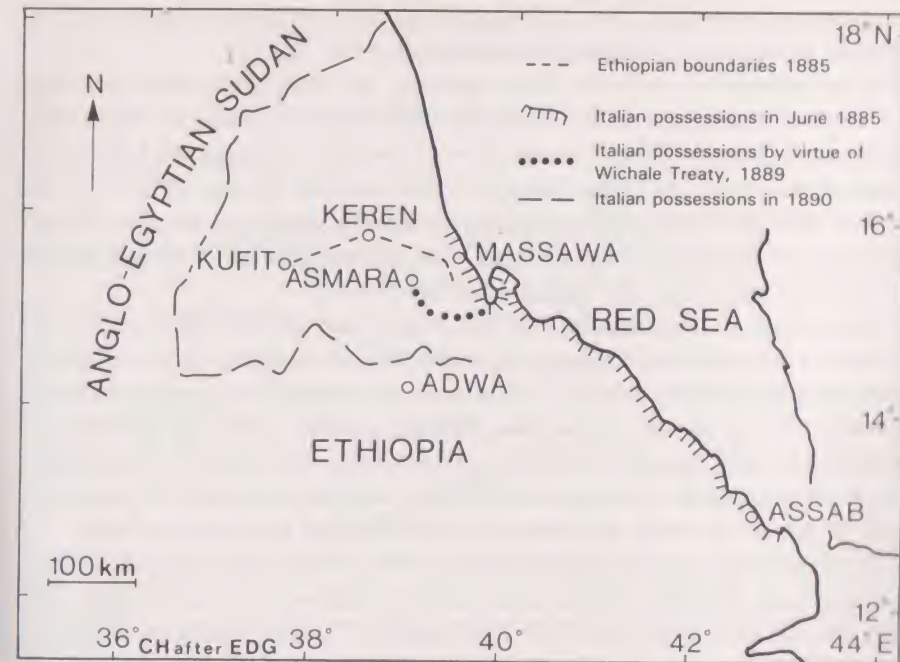 18°N
N
--- Ethiopian boundaries 1885
Italian possessions in June 1885
Italian possessions by virtue of
Wichale Treaty, 1889
Italian possessions in 1890
ANGLO-EGYPTIAN SUDAN
16°
KEREN
MASSAWA
KUFIT
ASMARA
RED SEA
ADWA
14°
ETHIOPIA
ASSAB
100km
12°
36°
38°
40°
42°
44°E
CH after EDG